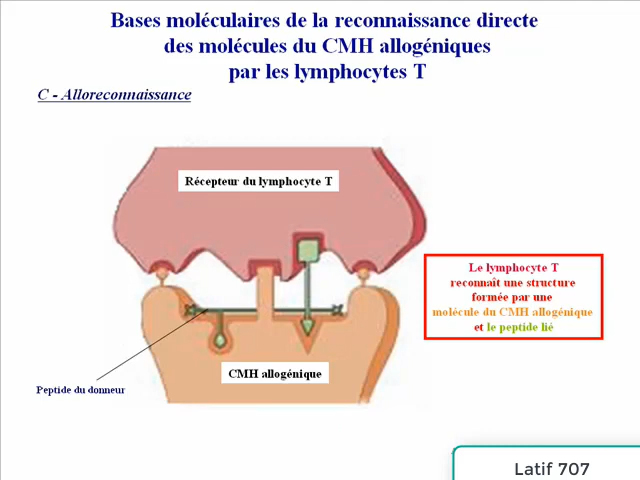 Bases moléculaires de la reconnaissance directe
des molécules du CMH allogéniques
par les lymphocytes T
C - Alloreconnaissance
Récepteur du lymphocyte T
Le lymphocyte T
reconnaît une structure
formée par une
molécule du CMH allogénique
et le peptide lié
CMH allogénique
Peptide du donneur
Latif 707